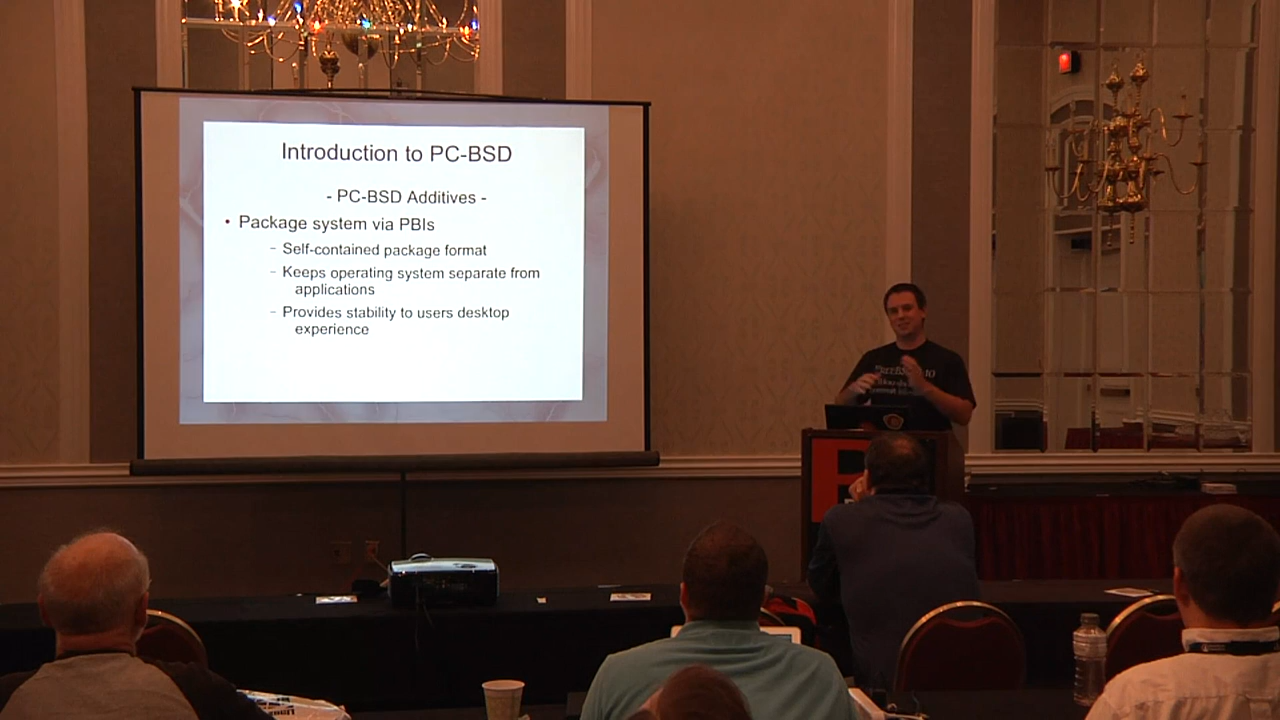 Introduction to PC-BSD
- PC-BSD Additives -
• Package system via PBIs
– Self-contained package format
– Keeps operating system separate from
applications
– Provides stability to users desktop
experience